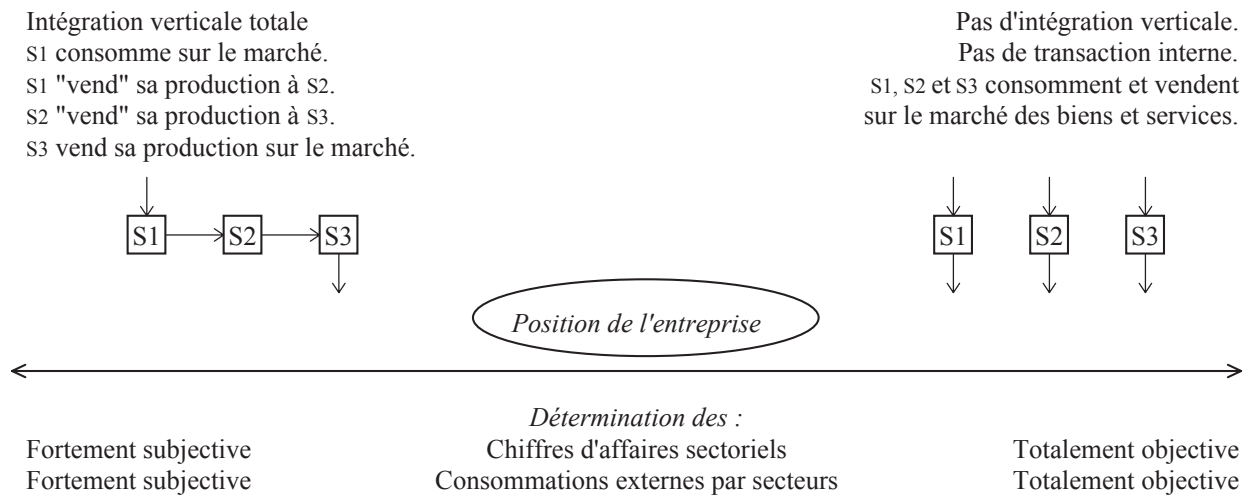 Intégration verticale totale
S1 consomme sur le marché.
S1 "vend" sa production à S2.
S2 "vend" sa production à S3.
S3 vend sa production sur le marché.
Pas d'intégration verticale.
Pas de transaction interne.
S1, S2 et S3 consomment et vendent
sur le marché des biens et services.
S1 S2 S3
S1 S2 S3
Position de l'entreprise
Détermination des :
Fortement subjective Chiffres d'affaires sectoriels Totalement objective
Fortement subjective Consommations externes par secteurs Totalement objective